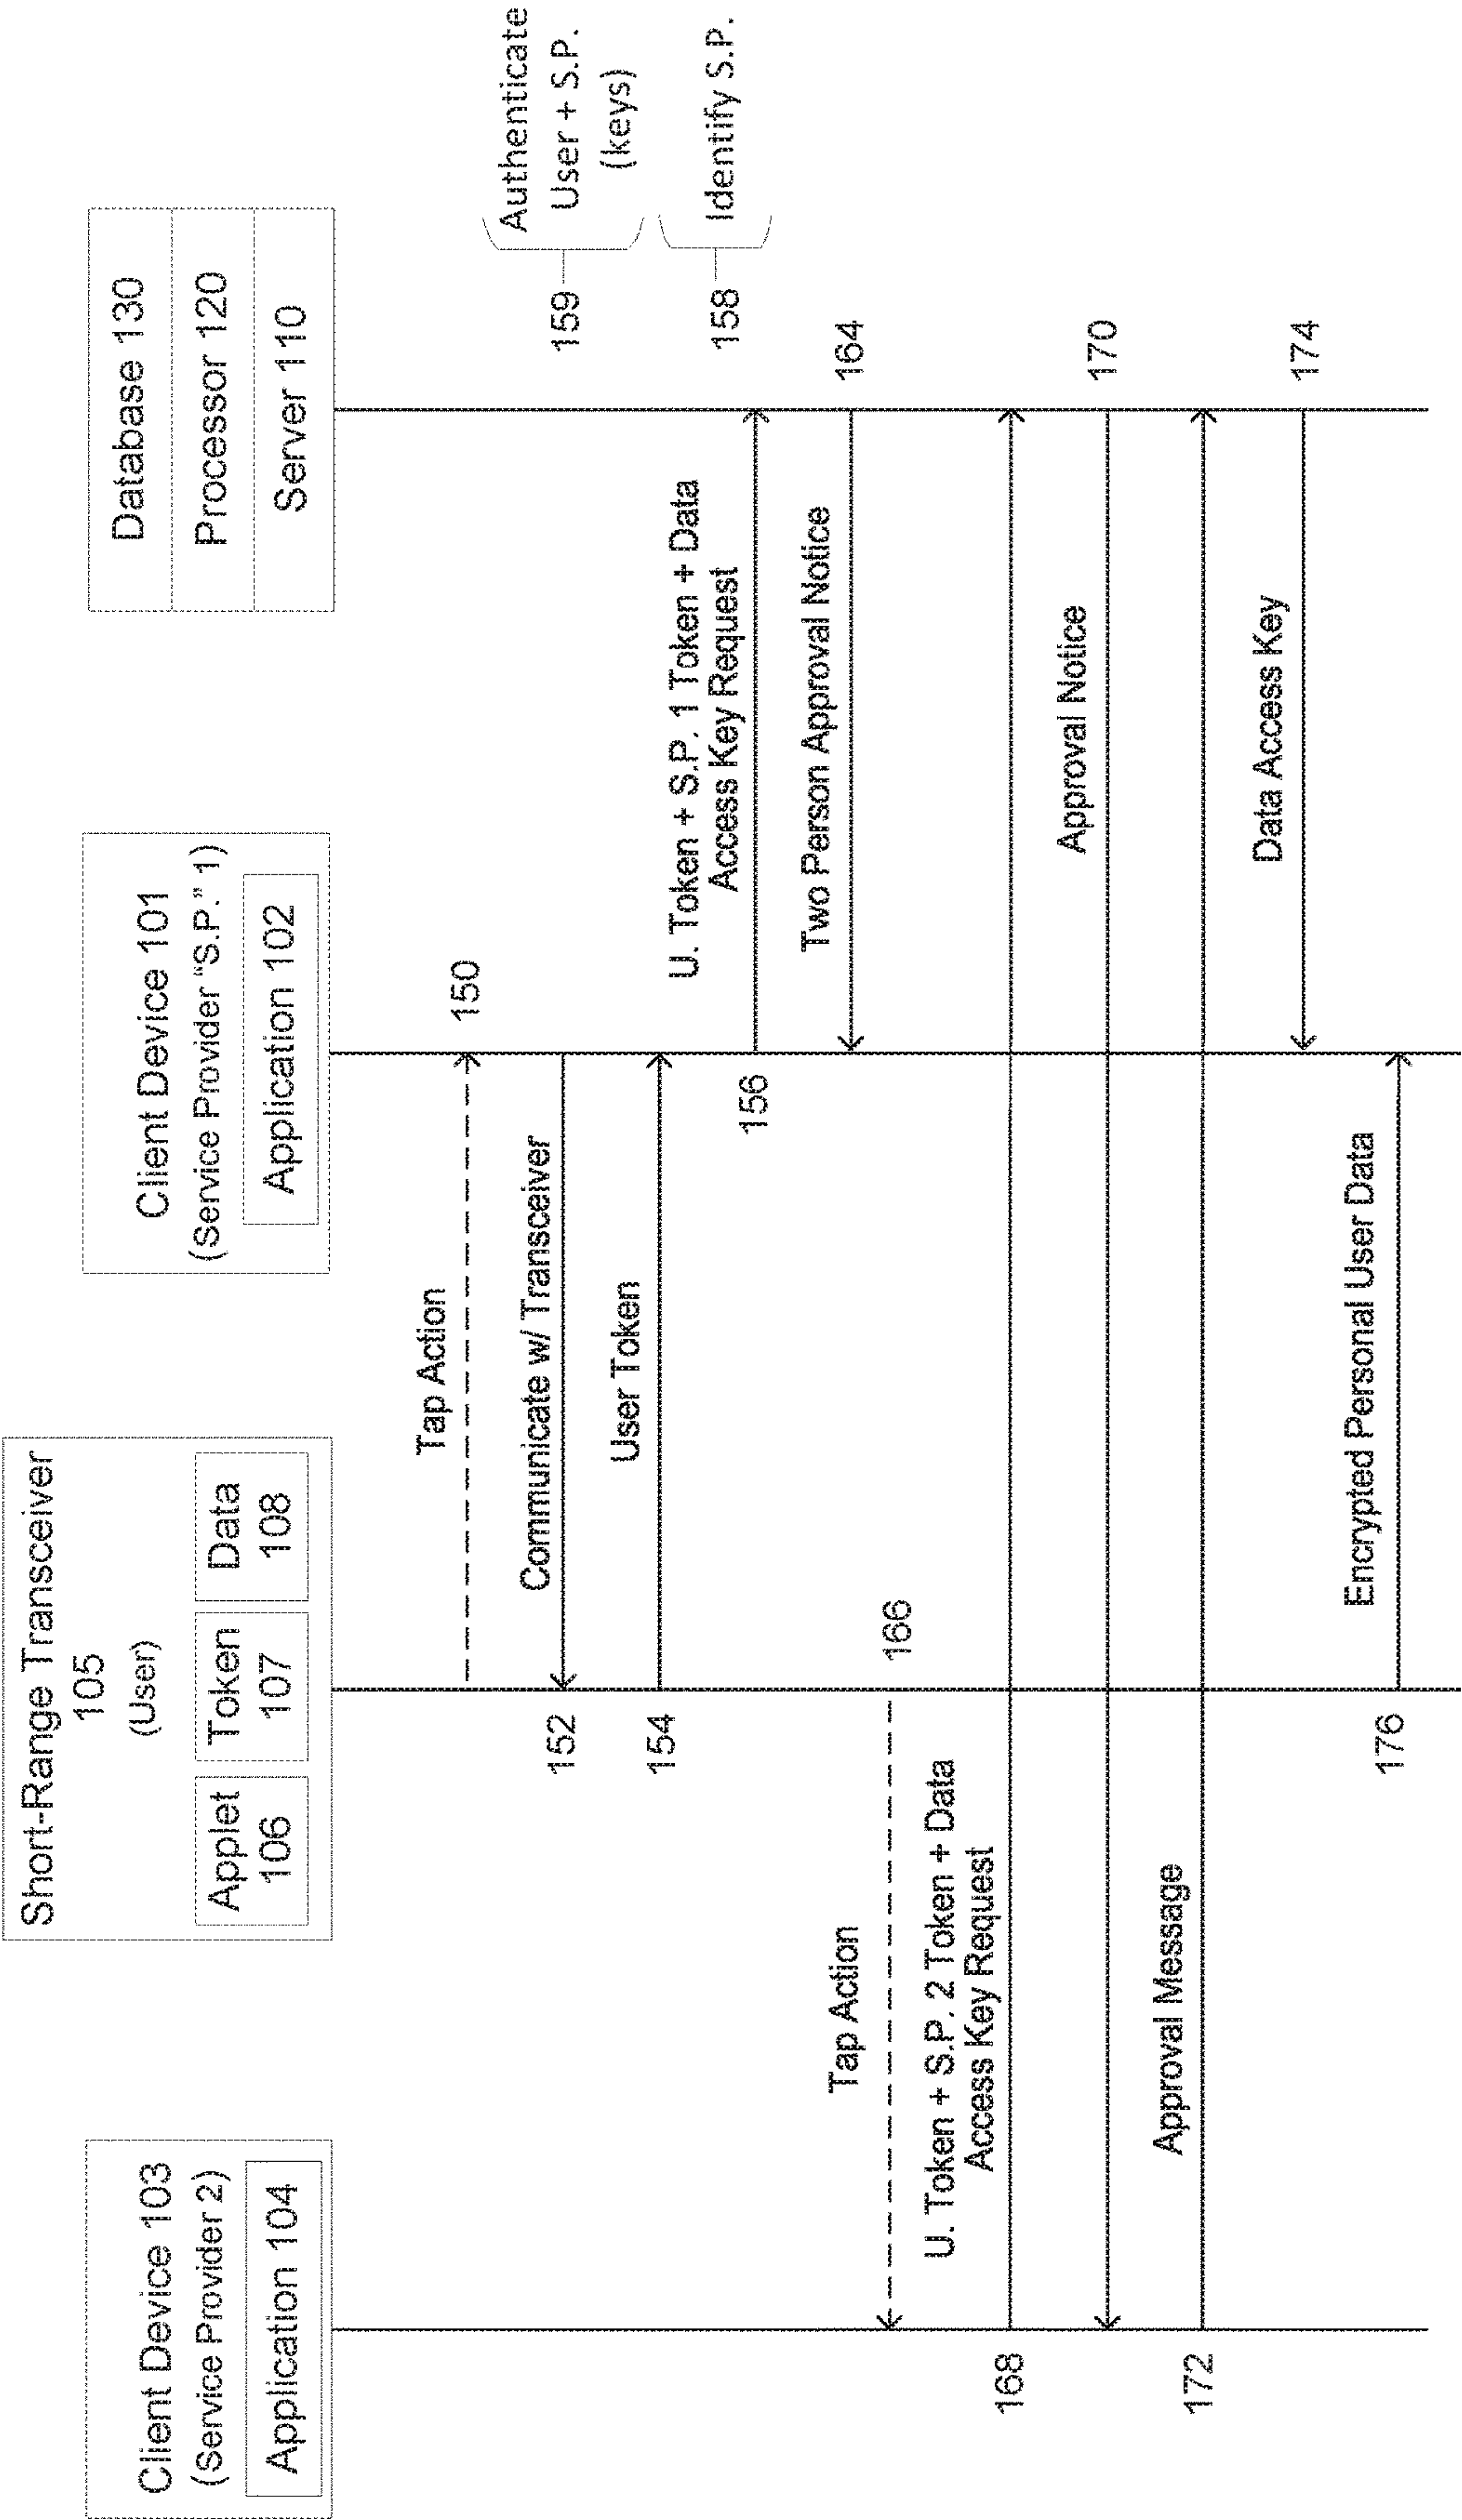 Client Device 103
(Service Provider 2)
Application 104
Short-Range Transceiver
105
(User)
Applet
106
Token
107
Data
108
Client Device 101
(Service Provider "S.P." 1)
Application 102
Database 130
Processor 120
Server 110
Tap Action
150
Communicate w/ Transceiver
152
User Token
154
Authenticate
User + S.P.
(keys)
159
Identify S.P.
158
U. Token + S.P. 1 Token + Data
Access Key Request
156
Two Person Approval Notice
164
Tap Action
166
U. Token + S.P. 2 Token + Data
Access Key Request
168
Approval Notice
170
Approval Message
172
Data Access Key
174
Encrypted Personal User Data
176